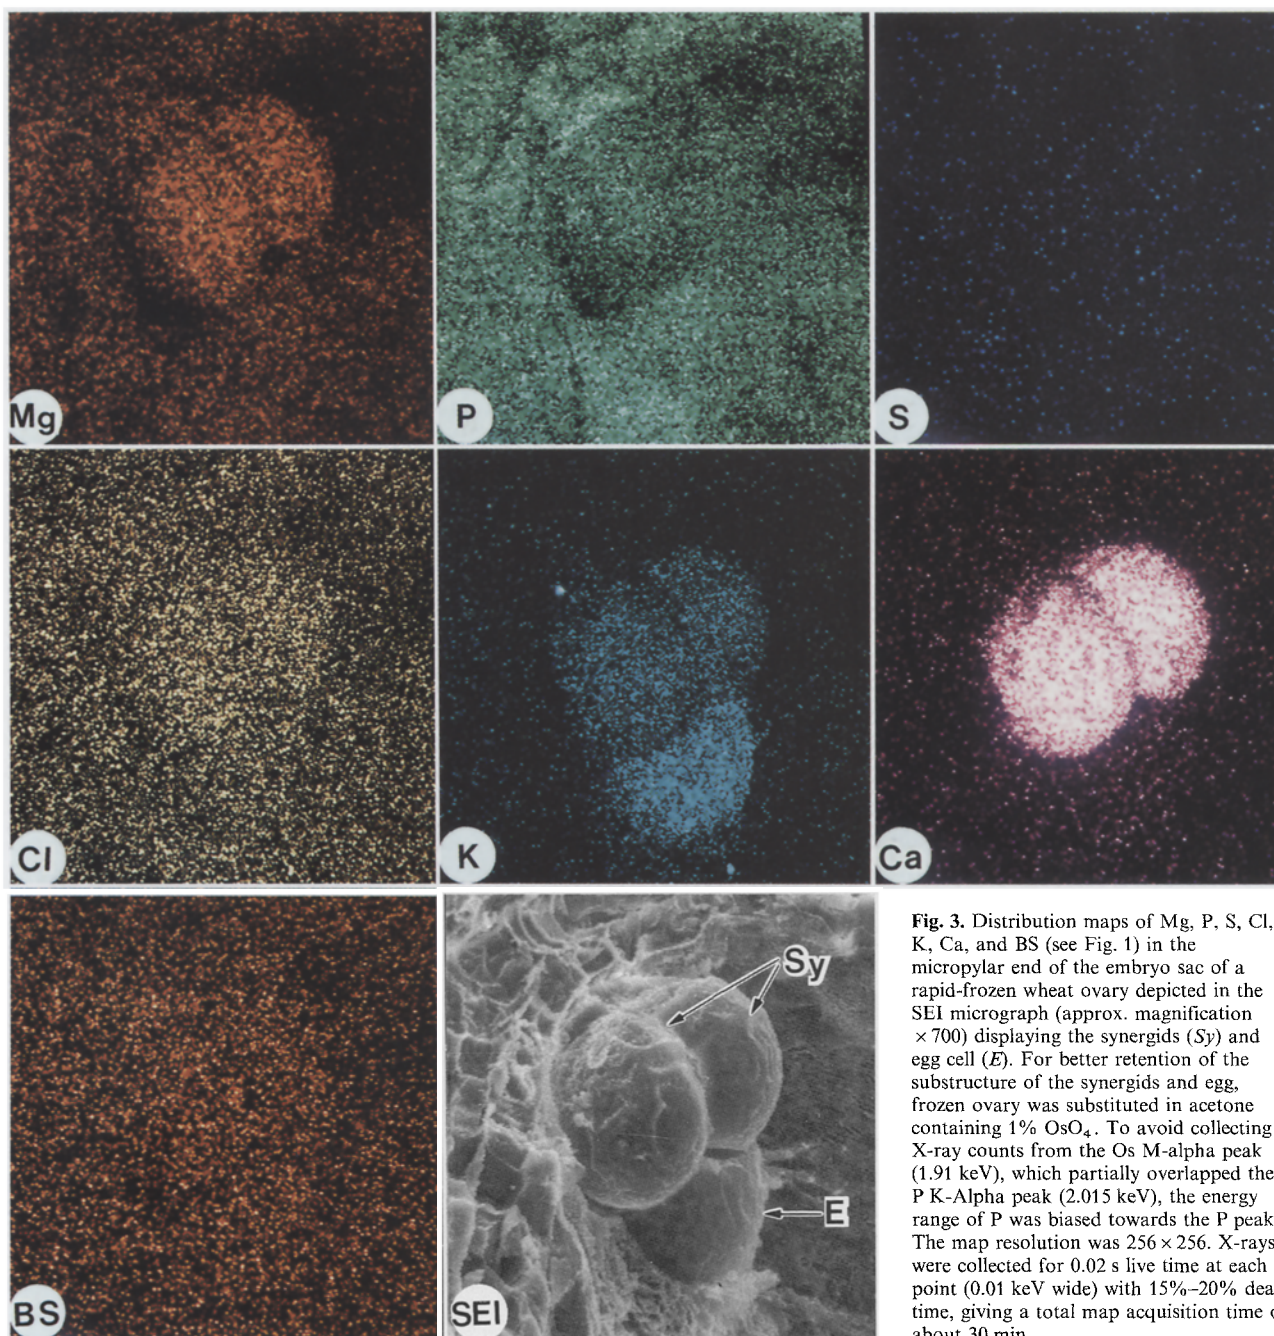 Mg
P
S
Cl
K
Ca
BS
SEI
Sy
E
Fig. 3. Distribution maps of Mg, P, S, Cl,
K, Ca, and BS (see Fig. 1) in the
micropylar end of the embryo sac of a
rapid-frozen wheat ovary depicted in the
SEI micrograph (approx. magnification
× 700) displaying the synergids (Sy) and
egg cell (E). For better retention of the
substructure of the synergids and egg,
frozen ovary was substituted in acetone
containing 1% OsO₄. To avoid collecting
X-ray counts from the Os M-alpha peak
(1.91 keV), which partially overlapped the
P K-Alpha peak (2.015 keV), the energy
range of P was biased towards the P peak
The map resolution was 256 × 256. X-rays
were collected for 0.02 s live time at each
point (0.01 keV wide) with 15%–20%
time, giving a total map acquisition time
about 30 min